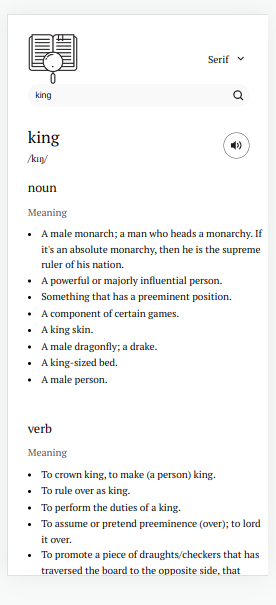 Serif
king
king
/kɪŋ/
noun
Meaning
A male monarch; a man who heads a monarchy. If
it's an absolute monarchy, then he is the supreme
ruler of his nation.
A powerful or majorly influential person.
Something that has a preeminent position.
A component of certain games.
A king skin.
A male dragonfly; a drake.
A king-sized bed.
A male person.
verb
Meaning
To crown king, to make (a person) king.
To rule over as king.
To perform the duties of a king.
To assume or pretend preeminence (over); to lord
it over.
To promote a piece of draughts/checkers that has
traversed the board to the opposite side, that